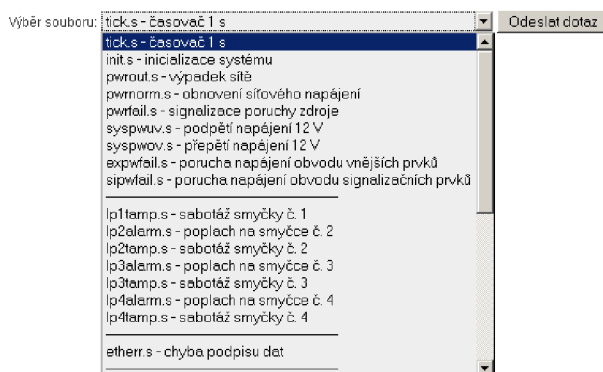 Výběr souboru: tick.s - časovač 1 s Odeslat dotaz
tick.s - časovač 1 s
init.s - inicializace systému
pwrout.s - výpadek sítě
pwrnorm.s - obnovení síťového napájení
pwrfail.s - signalizace poruchy zdroje
syspwuv.s - podpětí napájení 12 V
syspwov.s - přepětí napájení 12 V
expwfail.s - porucha napájení obvodu vnějších prvků
sipwfail.s - porucha napájení obvodu signalizačních prvků
lp1tamp.s - sabotáž smyčky č. 1
lp2alarm.s - poplach na smyčce č. 2
lp2tamp.s - sabotáž smyčky č. 2
lp3alarm.s - poplach na smyčce č. 3
lp3tamp.s - sabotáž smyčky č. 3
lp4alarm.s - poplach na smyčce č. 4
lp4tamp.s - sabotáž smyčky č. 4
etherr.s - chyba podpisu dat